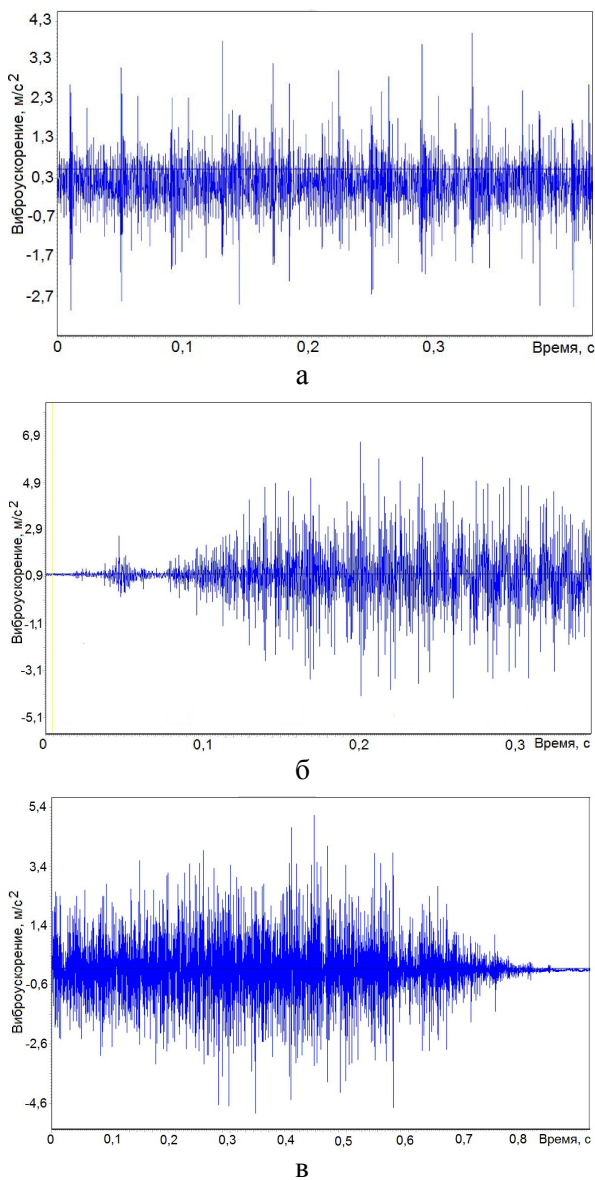 Виброускорение, м/с2
4,3
3,3
2,3
1,3
0,3
-0,7
-1,7
-2,7
0 0,1 0,2 0,3 Время, с
а
Виброускорение, м/с2
6,9
4,9
2,9
0,9
-1,1
-3,1
-5,1
0 0,1 0,2 0,3 Время, с
б
Виброускорение, м/с2
5,4
3,4
1,4
-0,6
-2,6
-4,6
0 0,1 0,2 0,3 0,4 0,5 0,6 0,7 0,8 Время, с
в